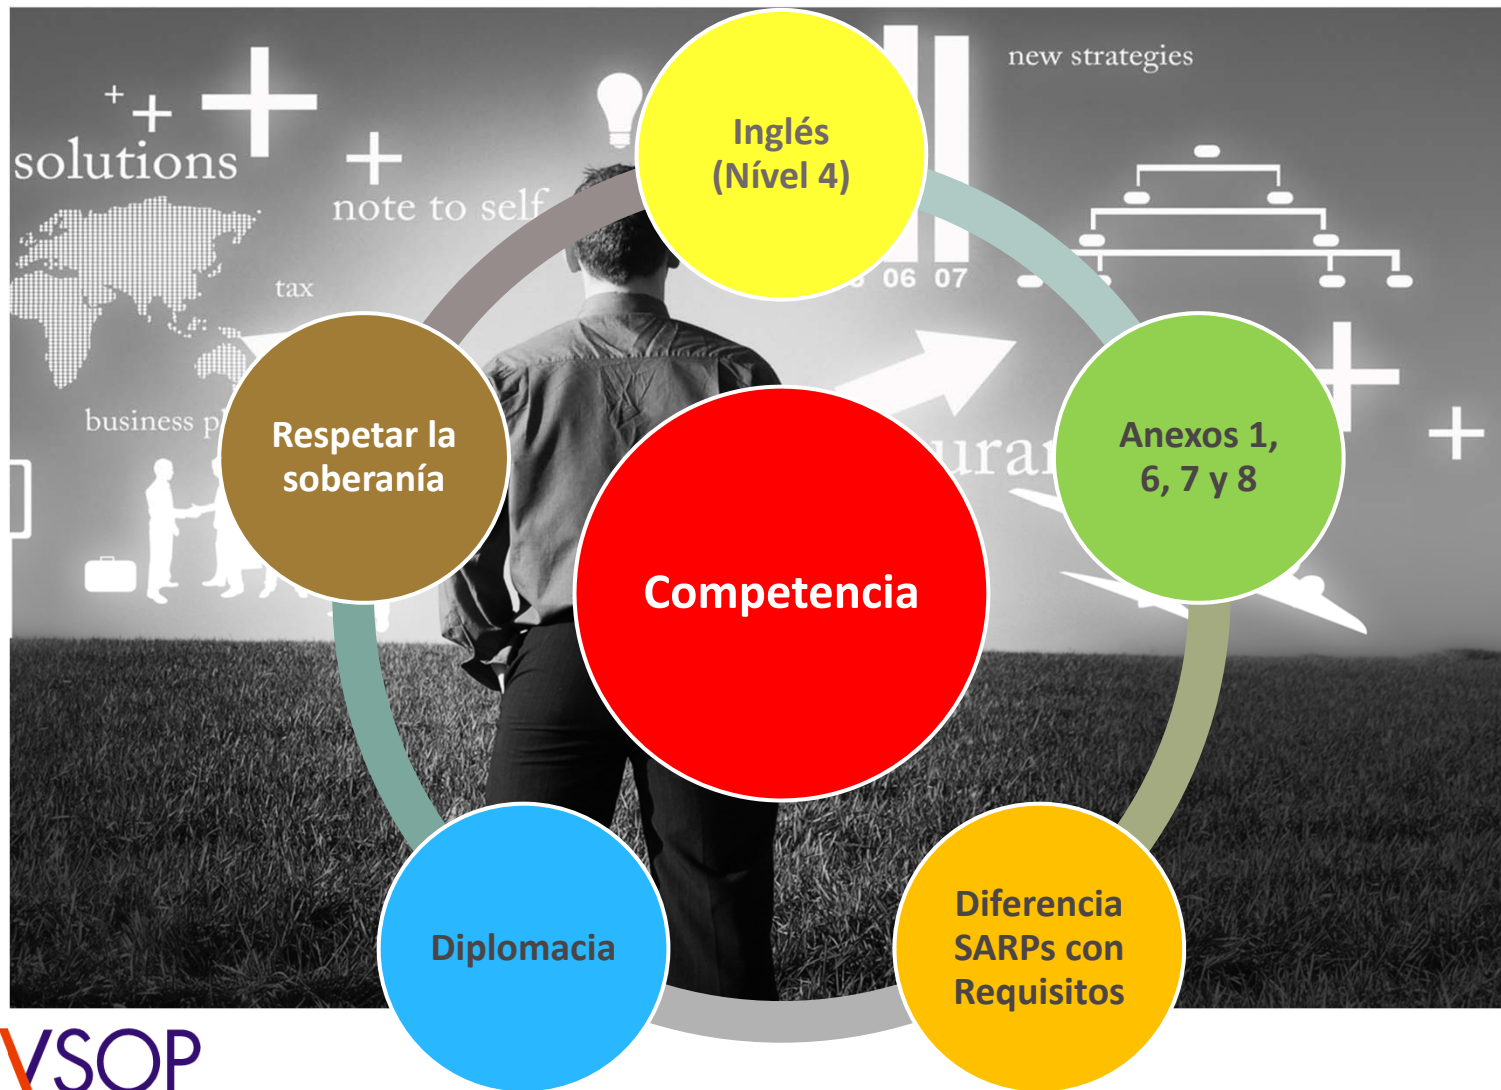 new strategies
solutions
note to self
tax
06 07
business
Inglés
(Nível 4)
Respetar la
soberanía
Anexos 1,
6, 7 y 8
Competencia
Diplomacia
Diferencia
SARPs con
Requisitos
VSOP